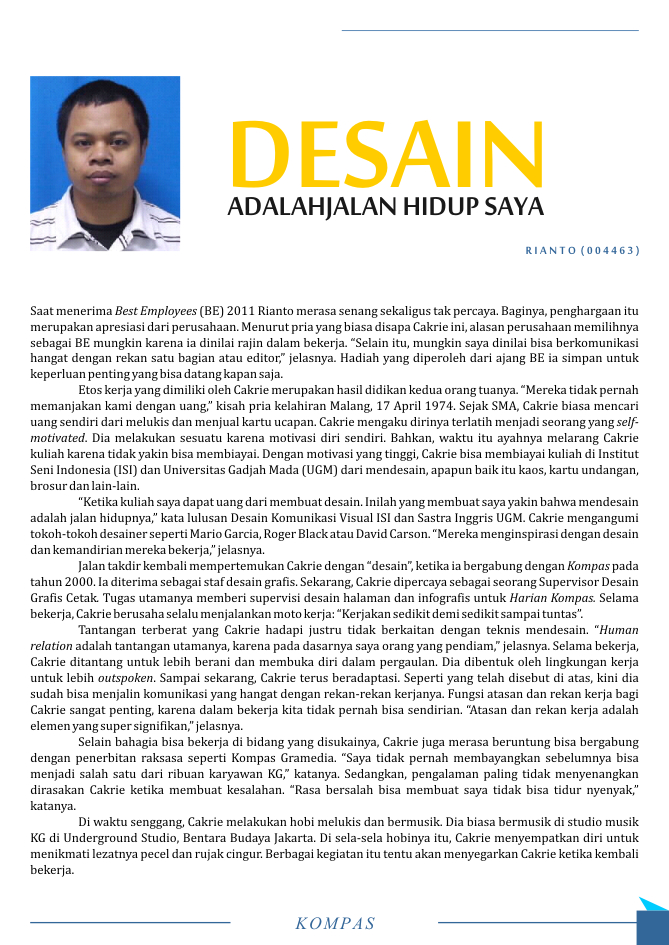 DESAIN
ADALAHJALAN HIDUP SAYA
RIANTO (004463)
Saat menerima Best Employees (BE) 2011 Rianto merasa senang sekaligus tak percaya. Baginya, penghargaan itu
merupakan apresiasi dari perusahaan. Menurut pria yang biasa disapa Cakrie ini, alasan perusahaan memilihnya
sebagai BE mungkin karena ia dinilai rajin dalam bekerja. “Selain itu, mungkin saya dinilai bisa berkomunikasi
hangat dengan rekan satu bagian atau editor,” jelasnya. Hadiah yang diperoleh dari ajang BE ia simpan untuk
keperluan penting yang bisa datang kapan saja.
Etos kerja yang dimiliki oleh Cakrie merupakan hasil didikan kedua orang tuanya. “Mereka tidak pernah
memanjakan kami dengan uang,” kisah pria kelahiran Malang, 17 April 1974. Sejak SMA, Cakrie biasa mencari
uang sendiri dari melukis dan menjual kartu ucapan. Cakrie mengaku dirinya terlatih menjadi seorang yang self-
motivated. Dia melakukan sesuatu karena motivasi diri sendiri. Bahkan, waktu itu ayahnya melarang Cakrie
kuliah karena tidak yakin bisa membiayai. Dengan motivasi yang tinggi, Cakrie bisa membiayai kuliah di Institut
Seni Indonesia (ISI) dan Universitas Gadjah Mada (UGM) dari mendesain, apapun baik itu kaos, kartu undangan,
brosur dan lain-lain.
“Ketika kuliah saya dapat uang dari membuat desain. Inilah yang membuat saya yakin bahwa mendesain
adalah jalan hidupnya,” kata lulusan Desain Komunikasi Visual ISI dan Sastra Inggris UGM. Cakrie mengangumi
tokoh-tokoh desainer seperti Mario Garcia, Roger Black atau David Carson. “Mereka menginspirasi dengan desain
dan kemandirian mereka bekerja,” jelasnya.
Jalan takdir kembali mempertemukan Cakrie dengan “desain”, ketika ia bergabung dengan Kompas pada
tahun 2000. Ia diterima sebagai staf desain grafis. Sekarang, Cakrie dipercaya sebagai seorang Supervisor Desain
Grafis Cetak. Tugas utamanya memberi supervisi desain halaman dan infografis untuk Harian Kompas. Selama
bekerja, Cakrie berusaha selalu menjalankan moto kerja: “Kerjakan sedikit demi sedikit sampai tuntas”.
Tantangan terberat yang Cakrie hadapi justru tidak berkaitan dengan teknis mendesain. “Human
relation adalah tantangan utamanya, karena pada dasarnya saya orang yang pendiam,” jelasnya. Selama bekerja,
Cakrie ditantang untuk lebih berani dan membuka diri dalam pergaulan. Dia dibentuk oleh lingkungan kerja
untuk lebih outspoken. Sampai sekarang, Cakrie terus beradaptasi. Seperti yang telah disebut di atas, kini dia
sudah bisa menjalin komunikasi yang hangat dengan rekan-rekan kerjanya. Fungsi atasan dan rekan kerja bagi
Cakrie sangat penting, karena dalam bekerja kita tidak pernah bisa sendirian. “Atasan dan rekan kerja adalah
elemen yang super signifikan,” jelasnya.
Selain bahagia bisa bekerja di bidang yang disukainya, Cakrie juga merasa beruntung bisa bergabung
dengan penerbitan raksasa seperti Kompas Gramedia. “Saya tidak pernah membayangkan sebelumnya bisa
menjadi salah satu dari ribuan karyawan KG,” katanya. Sedangkan, pengalaman paling tidak menyenangkan
dirasakan Cakrie ketika membuat kesalahan. “Rasa bersalah bisa membuat saya tidak bisa tidur nyenyak,”
katanya.
Di waktu senggang, Cakrie melakukan hobi melukis dan bermusik. Dia biasa bermusik di studio musik
KG di Underground Studio, Bentara Budaya Jakarta. Di sela-sela hobinya itu, Cakrie menyempatkan diri untuk
menikmati lezatnya pecel dan rujak cingur. Berbagai kegiatan itu tentu akan menyegarkan Cakrie ketika kembali
bekerja.
KOMPAS